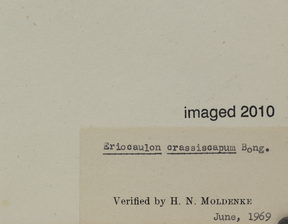 imaged 2010
Eriocaulon crassiscapum Bong.
Verified by H. N. MOLDENKE
June, 1969